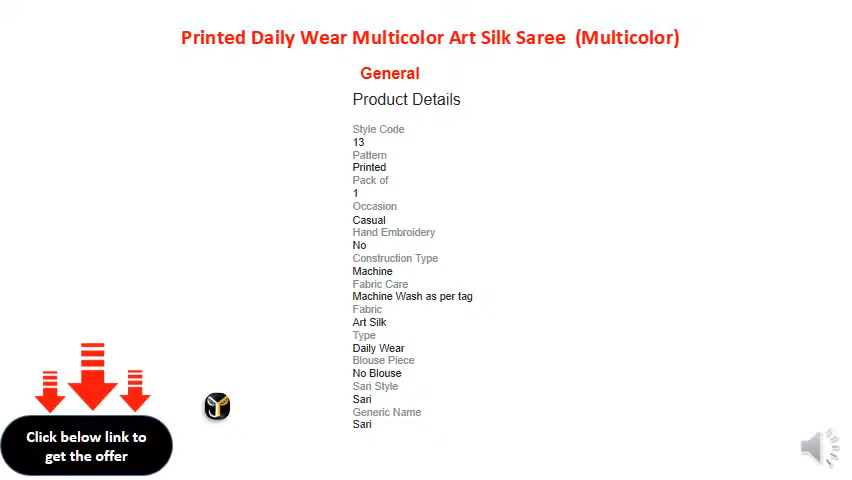 Printed Daily Wear Multicolor Art Silk Saree  (Multicolor)
General
Product Details
Style Code
13
Pattern
Printed
Pack of
1
Occasion
Casual
Hand Embroidery
No
Construction Type
Machine
Fabric Care
Machine Wash as per tag
Fabric
Art Silk
Type
Daily Wear
Blouse Piece
No Blouse
Sari Style
Sari
Generic Name
Sari
Click below link to
get the offer